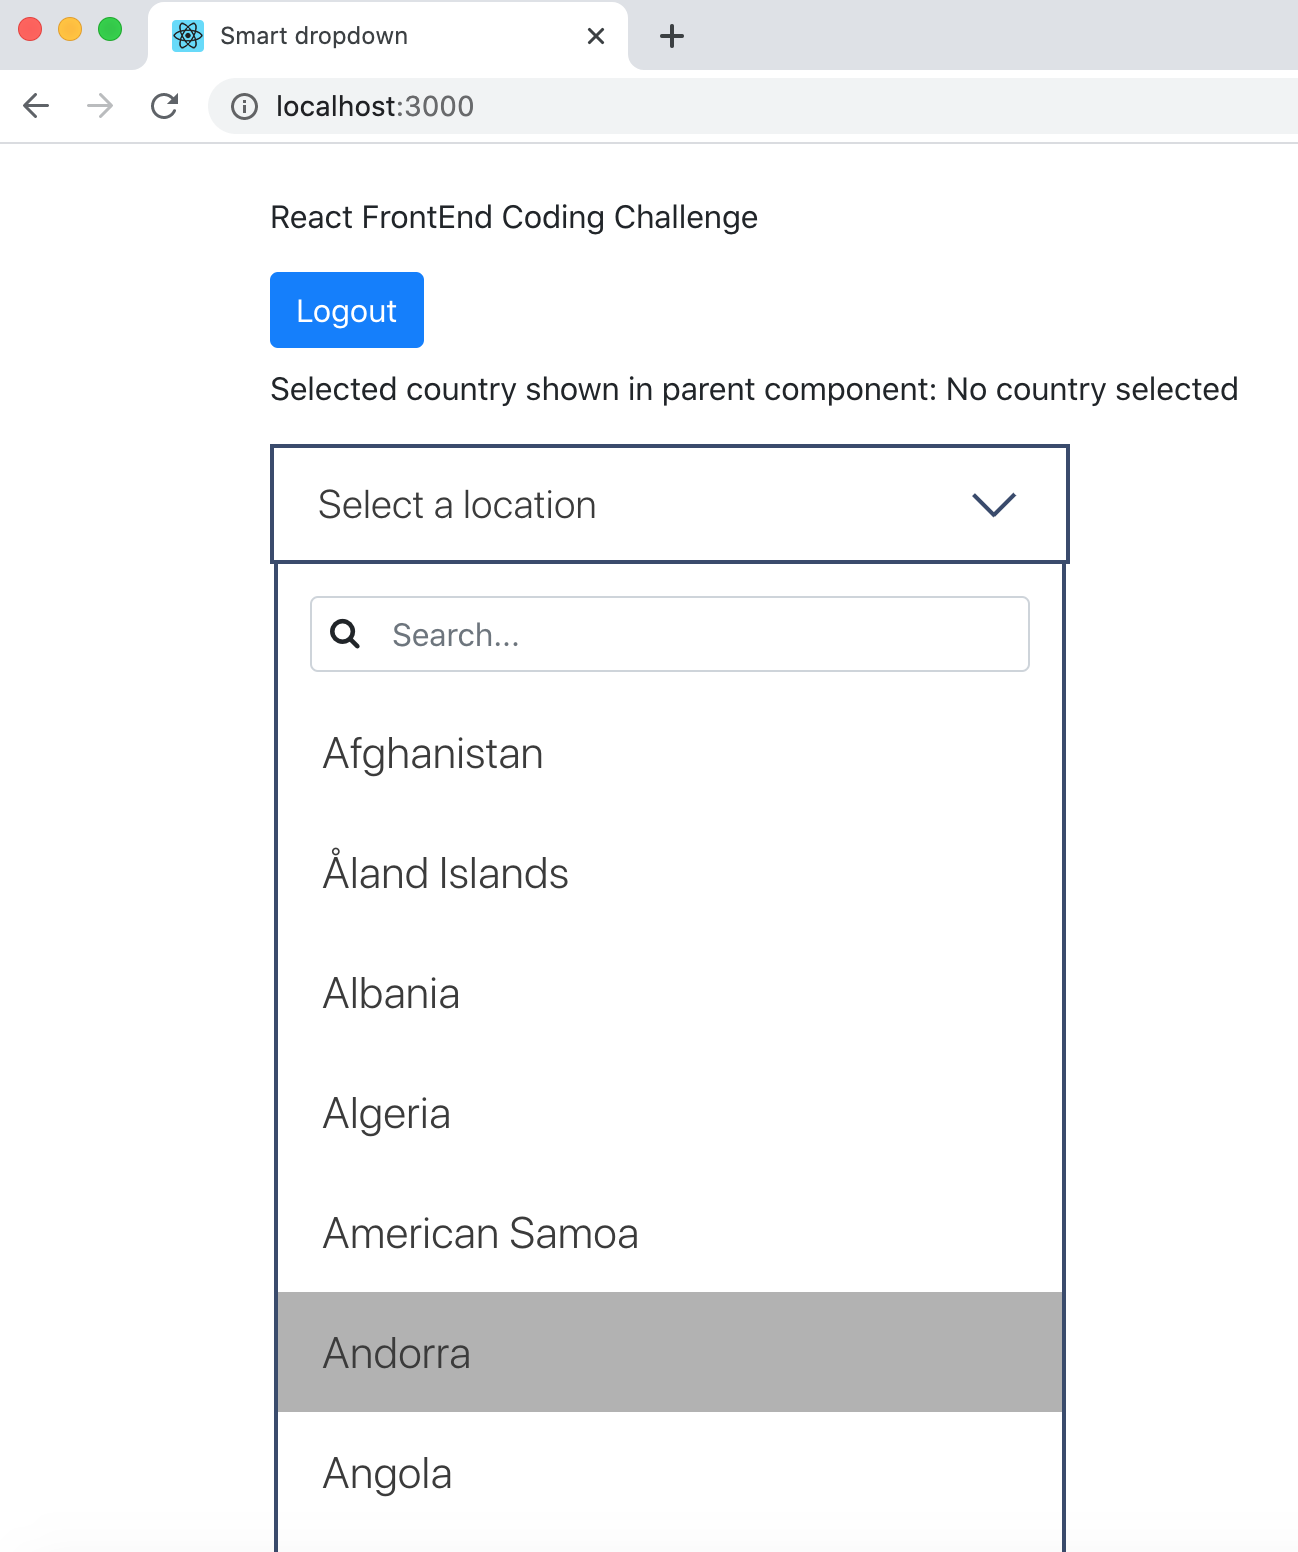 Smart dropdown
localhost:3000
React FrontEnd Coding Challenge
Logout
Selected country shown in parent component: No country selected
Select a location
Search...
Afghanistan
Åland Islands
Albania
Algeria
American Samoa
Andorra
Angola